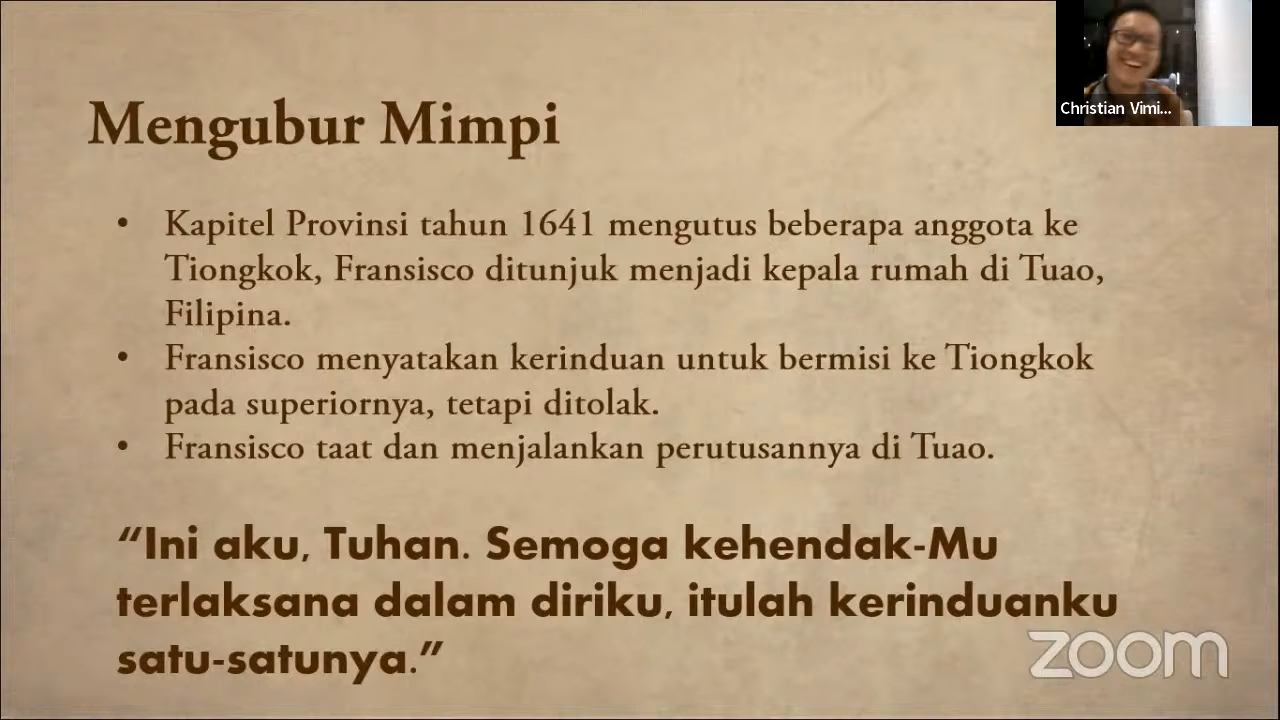 Christian Vimi...
Mengubur Mimpi
• Kapitel Provinsi tahun 1641 mengutus beberapa anggota ke
Tiongkok, Fransisco ditunjuk menjadi kepala rumah di Tuao,
Filipina.
• Fransisco menyatakan kerinduan untuk bermisi ke Tiongkok
pada superiornya, tetapi ditolak.
• Fransisco taat dan menjalankan perutusannya di Tuao.
“Ini aku, Tuhan. Semoga kehendak-Mu
terlaksana dalam diriku, itulah kerinduanku
satu-satunya.”
zoom